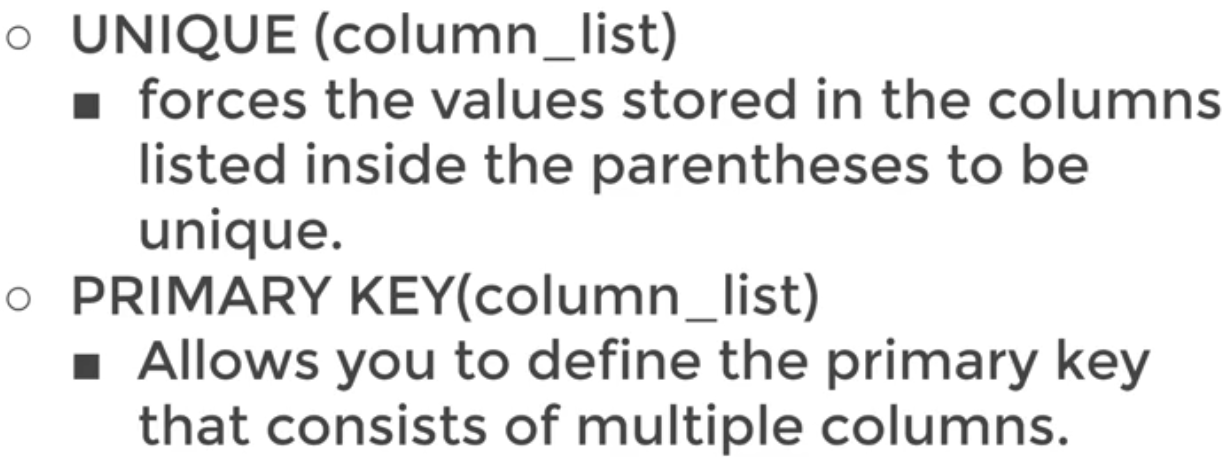 ○ UNIQUE (column_list)
■ forces the values stored in the columns
listed inside the parentheses to be
unique.
○ PRIMARY KEY(column_list)
■ Allows you to define the primary key
that consists of multiple columns.